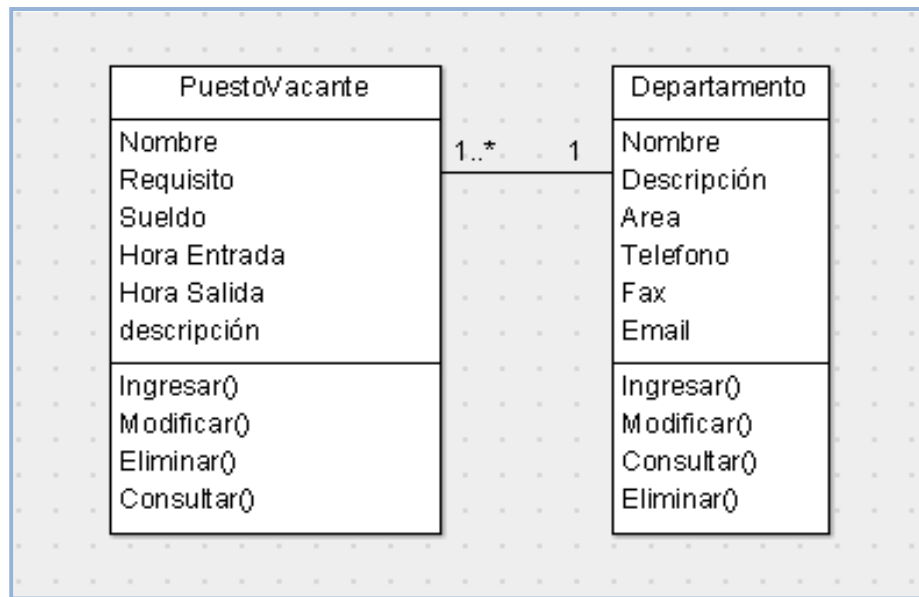 PuestoVacante
Nombre
Requisito
Sueldo
Hora Entrada
Hora Salida
descripción
Ingresar()
Modificar()
Eliminar()
Consultar()
1..*
1
Departamento
Nombre
Descripción
Area
Telefono
Fax
Email
Ingresar()
Modificar()
Consultar()
Eliminar()